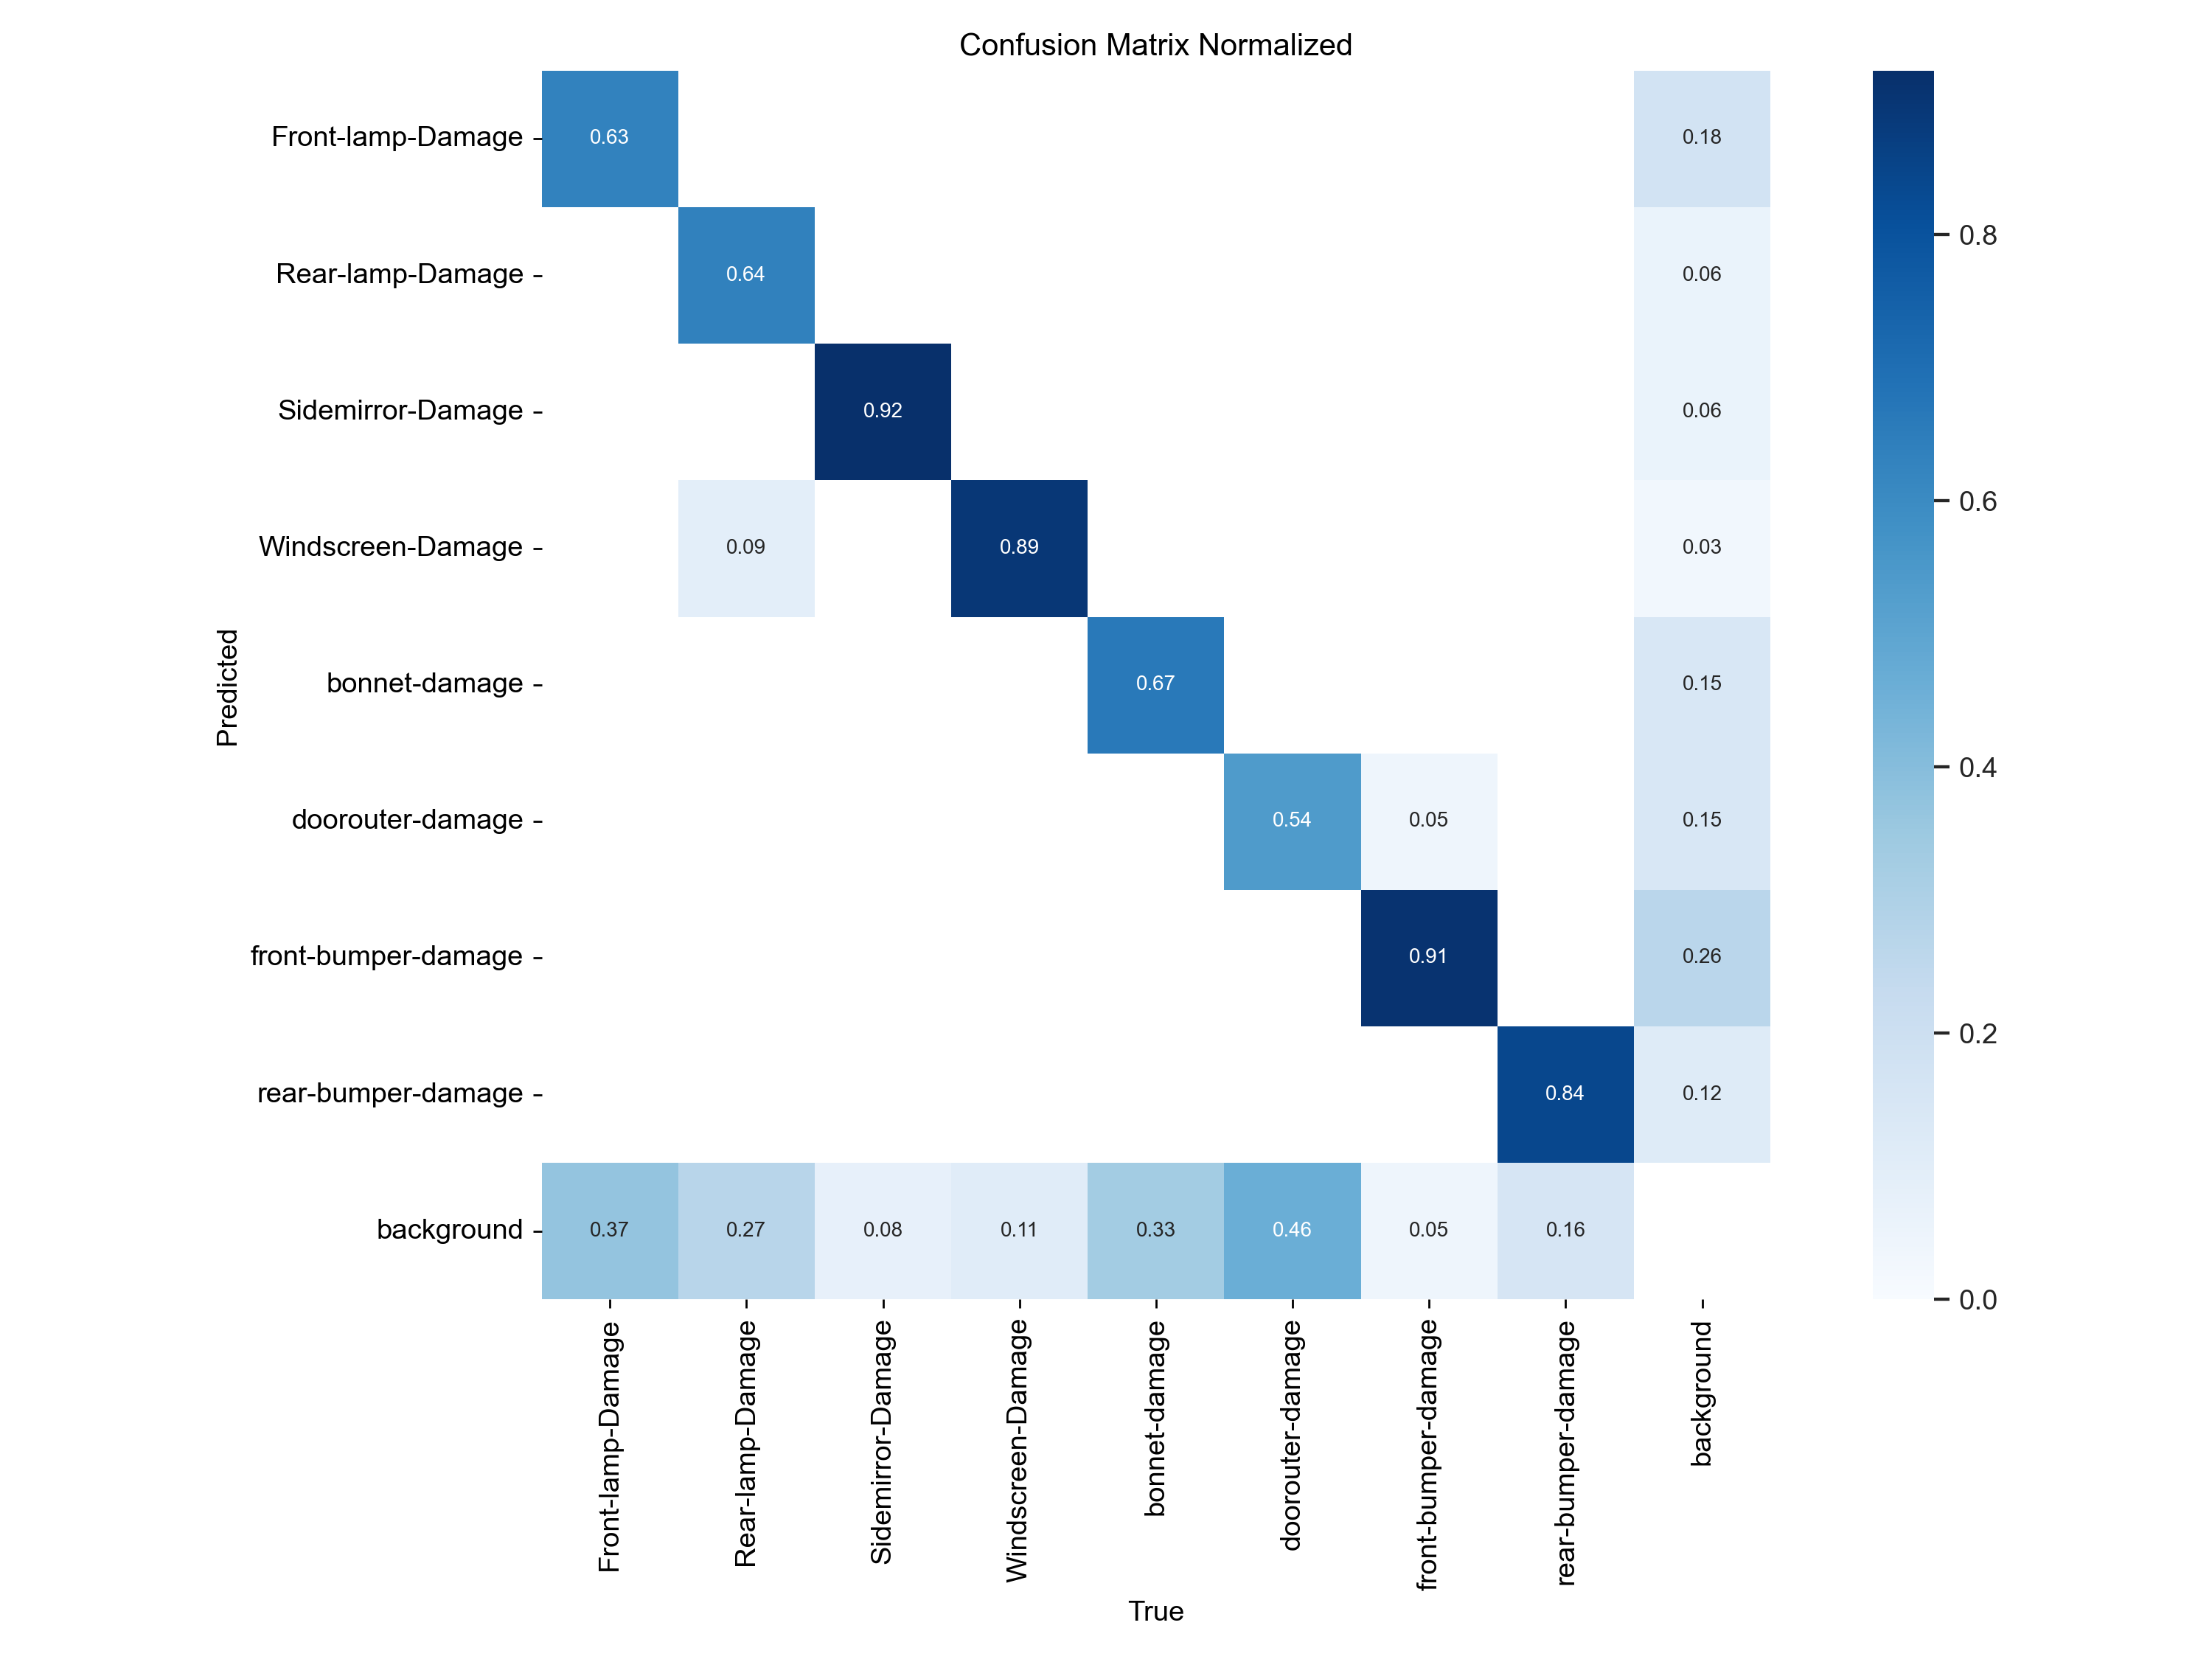 Confusion Matrix Normalized
Front-lamp-Damage 0.63 0.18
Rear-lamp-Damage 0.64 0.06
Sidemirror-Damage 0.92 0.06
Windscreen-Damage 0.09 0.89 0.03
bonnet-damage 0.67 0.15
doorouter-damage 0.54 0.05 0.15
front-bumper-damage 0.91 0.26
rear-bumper-damage 0.84 0.12
background 0.37 0.27 0.08 0.11 0.33 0.46 0.05 0.16
Predicted
Front-lamp-Damage
Rear-lamp-Damage
Sidemirror-Damage
Windscreen-Damage
bonnet-damage
doorouter-damage
front-bumper-damage
rear-bumper-damage
background
True
0.8
0.6
0.4
0.2
0.0